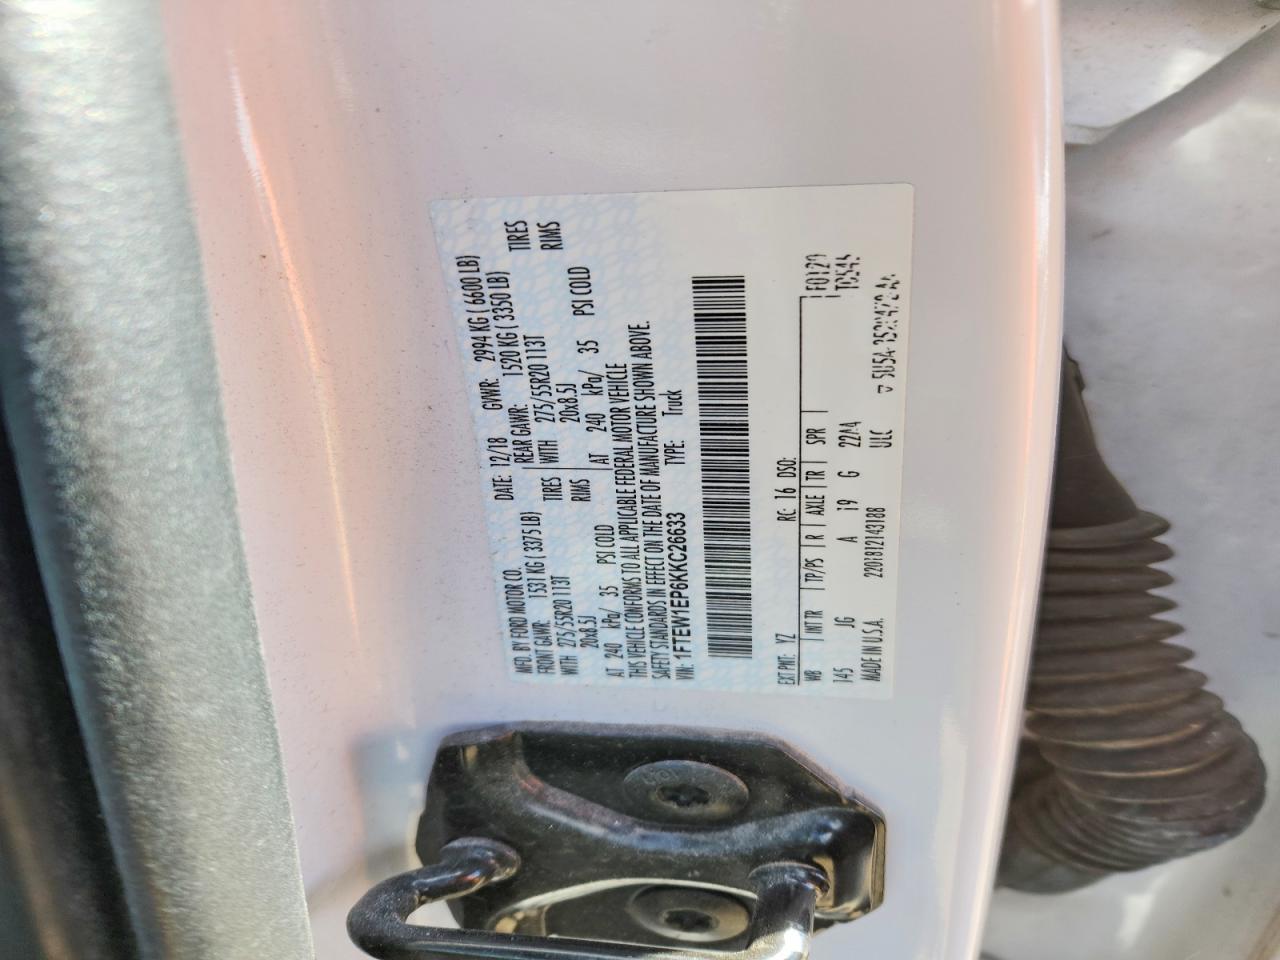 MFD. BY FORD MOTOR CO. DATE: 12/18 GVWR: 2994 KG ( 6600 LB)
FRONT GAWR: 1531 KG ( 3375 LB) REAR GAWR: 1520 KG ( 3350 LB)
WITH 275/55R20 113T TIRES WITH 275/55R20 113T TIRES
20x8.5J RIMS 20x8.5J RIMS
AT 240 kPa/ 35 PSI COLD AT 240 kPa/ 35 PSI COLD
THIS VEHICLE CONFORMS TO ALL APPLICABLE FEDERAL MOTOR VEHICLE
SAFETY STANDARDS IN EFFECT ON THE DATE OF MANUFACTURE SHOWN ABOVE.
VIN: 1FTEW1EP6KKC26633 TYPE: Truck
EXT PNT: YZ RC: 16 DSO:
WB INT TR TP/PS R AXLE TR SPR F0129
145 JG A 19 G 22A4
MADE IN U.S.A. 2201812143188 ULC